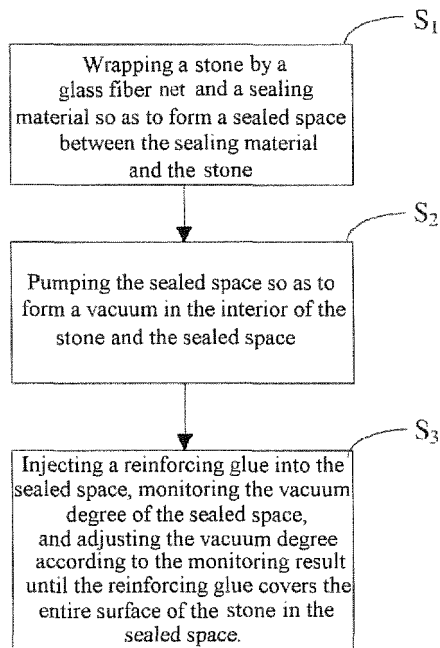 S1
Wrapping a stone by a
glass fiber net and a sealing
material so as to form a sealed space
between the sealing material
and the stone
S2
Pumping the sealed space so as to
form a vacuum in the interior of the
stone and the sealed space
S3
Injecting a reinforcing glue into the
sealed space, monitoring the vacuum
degree of the sealed space,
and adjusting the vacuum degree
according to the monitoring result
until the reinforcing glue covers the
entire surface of the stone in the
sealed space.